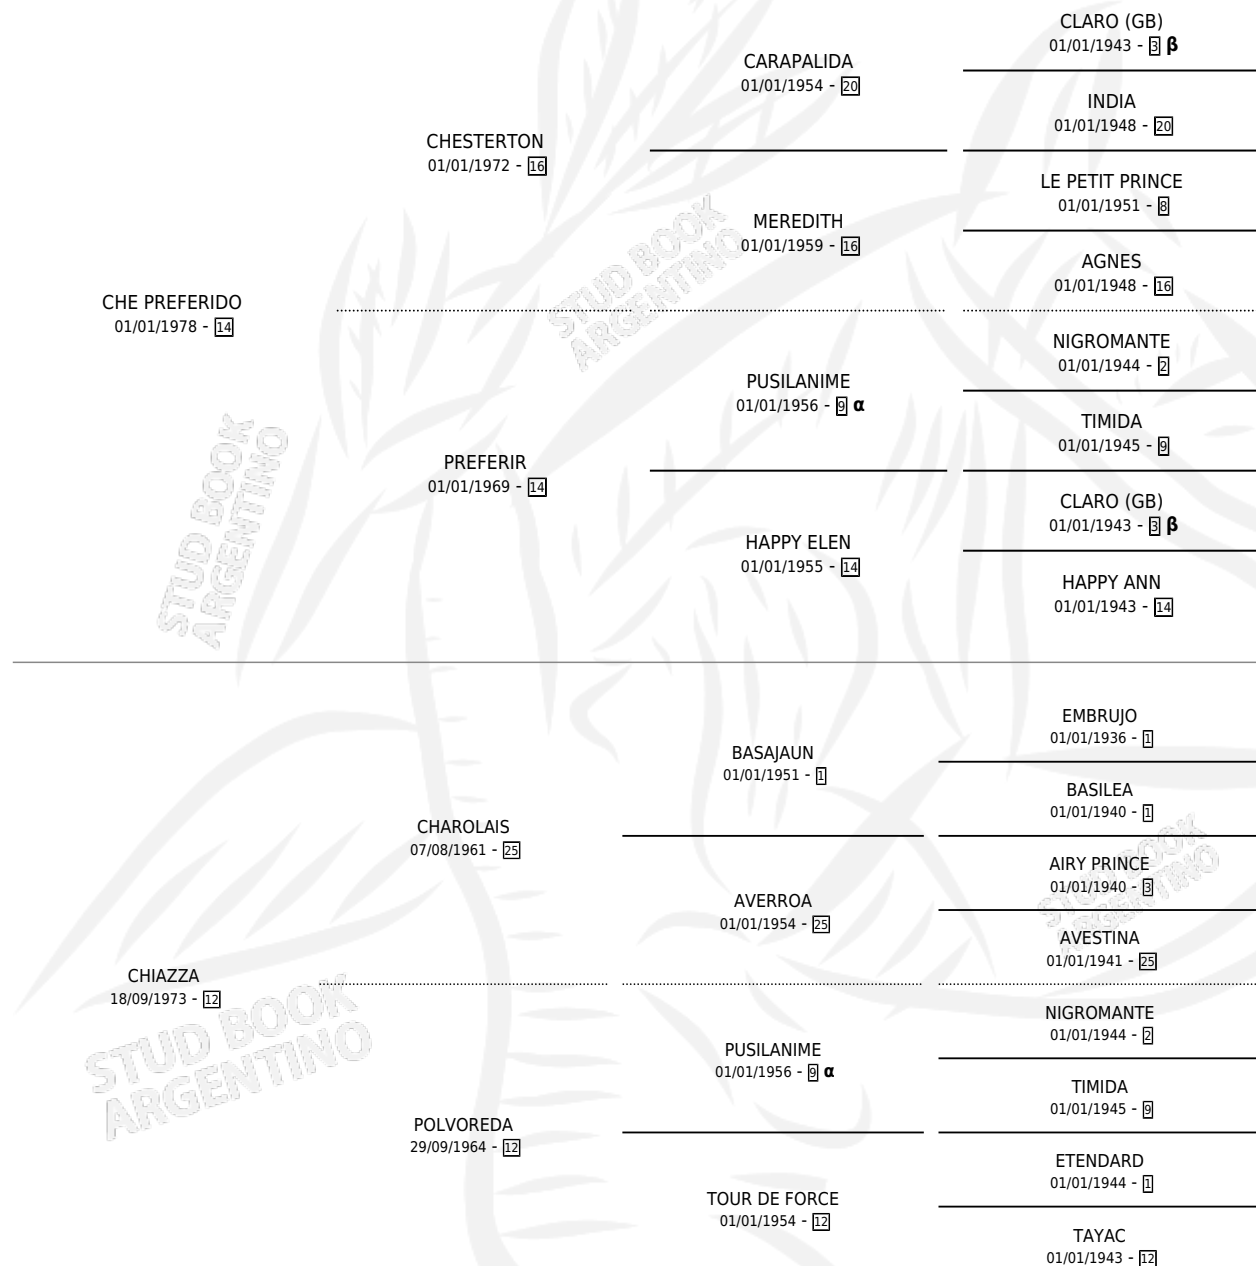 CLARO (GB)
01/01/1943 - 3 β
CARAPALIDA
01/01/1954 - 20
INDIA
01/01/1948 - 20
CHESTERTON
01/01/1972 - 16
LE PETIT PRINCE
01/01/1951 - 8
MEREDITH
01/01/1959 - 16
AGNES
01/01/1948 - 16
CHE PREFERIDO
01/01/1978 - 14
NIGROMANTE
01/01/1944 - 2
PUSILANIME
01/01/1956 - 9 α
TIMIDA
01/01/1945 - 9
PREFERIR
01/01/1969 - 14
CLARO (GB)
01/01/1943 - 3 β
HAPPY ELEN
01/01/1955 - 14
HAPPY ANN
01/01/1943 - 14
EMBRUJO
01/01/1936 - 1
BASAJAUN
01/01/1951 - 1
BASILEA
01/01/1940 - 1
CHAROLAIS
07/08/1961 - 25
AIRY PRINCE
01/01/1940 - 3
AVERROA
01/01/1954 - 25
AVESTINA
01/01/1941 - 25
CHIAZZA
18/09/1973 - 12
NIGROMANTE
01/01/1944 - 2
PUSILANIME
01/01/1956 - 9 α
TIMIDA
01/01/1945 - 9
POLVOREDA
29/09/1964 - 12
ETENDARD
01/01/1944 - 1
TOUR DE FORCE
01/01/1954 - 12
TAYAC
01/01/1943 - 12
STUD BOOK
ARGENTINO
STUD BOOK
ARGENTINO
STUD BOOK
ARGENTINO
STUD BOOK
ARGENTINO